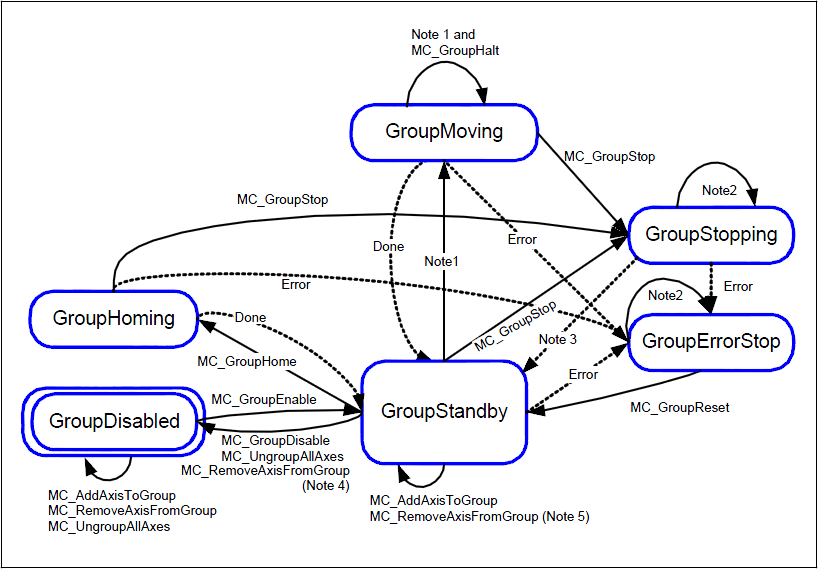 Note 1 and
MC_GroupHalt
GroupMoving
MC_GroupStop
Note2
MC_GroupStop
GroupStopping
Done
Error
Note1
Error
Error
Note2
GroupHoming
Done
MC_GroupStop
Note 3
GroupErrorStop
MC_GroupHome
Error
MC_GroupEnable
GroupStandby
MC_GroupReset
GroupDisabled
MC_GroupDisable
MC_UngroupAllAxes
MC_RemoveAxisFromGroup
(Note 4)
MC_AddAxisToGroup
MC_RemoveAxisFromGroup
MC_UngroupAllAxes
MC_AddAxisToGroup
MC_RemoveAxisFromGroup (Note 5)